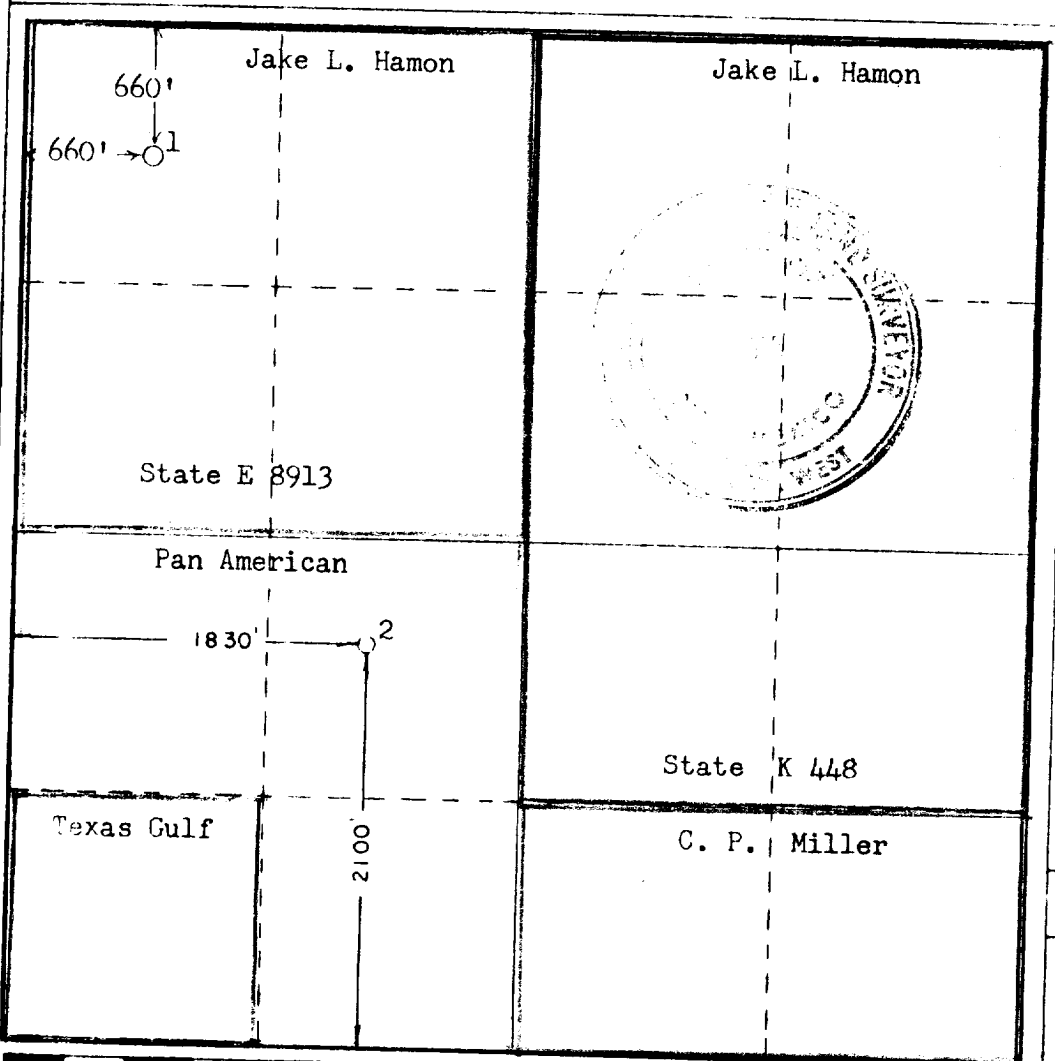 Jake L. Hamon
Jake L. Hamon
660'
660'
1
SURVEYOR
MEXICO
WEST
State E 8913
Pan American
1830'
2
State K 448
Texas Gulf
2100'
C. P. Miller